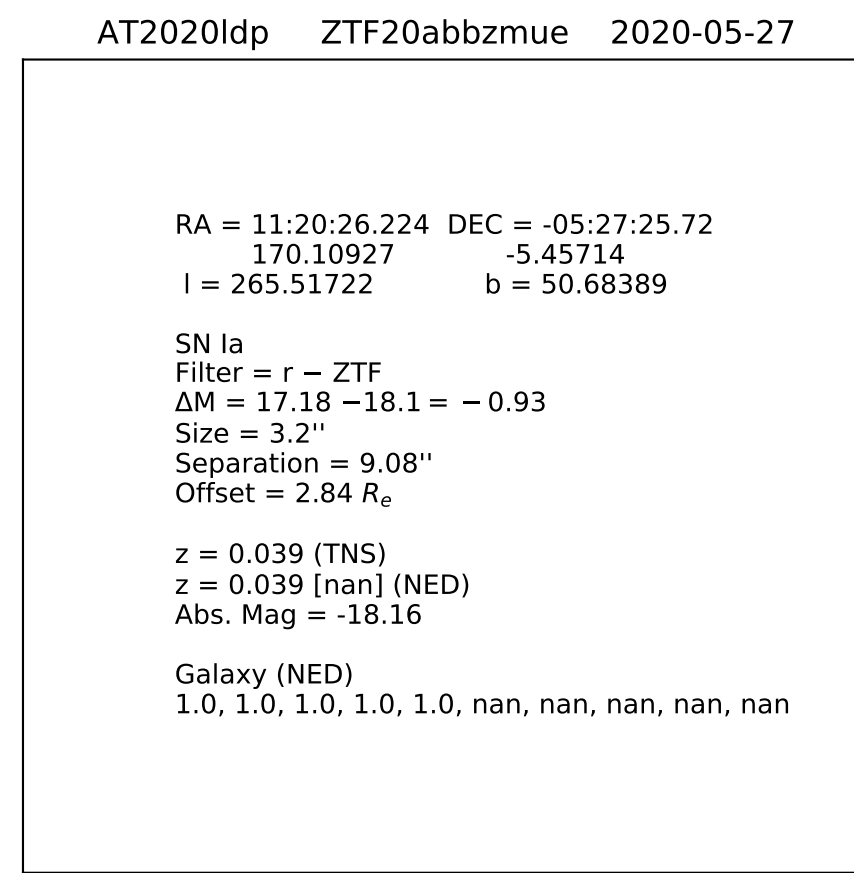 AT2020ldp ZTF20abbzmue 2020-05-27
RA = 11:20:26.224 DEC = -05:27:25.72
170.10927 -5.45714
l = 265.51722 b = 50.68389
SN Ia
Filter = r − ZTF
ΔM = 17.18 −18.1 = − 0.93
Size = 3.2''
Separation = 9.08''
Offset = 2.84 Re
z = 0.039 (TNS)
z = 0.039 [nan] (NED)
Abs. Mag = -18.16
Galaxy (NED)
1.0, 1.0, 1.0, 1.0, 1.0, nan, nan, nan, nan, nan